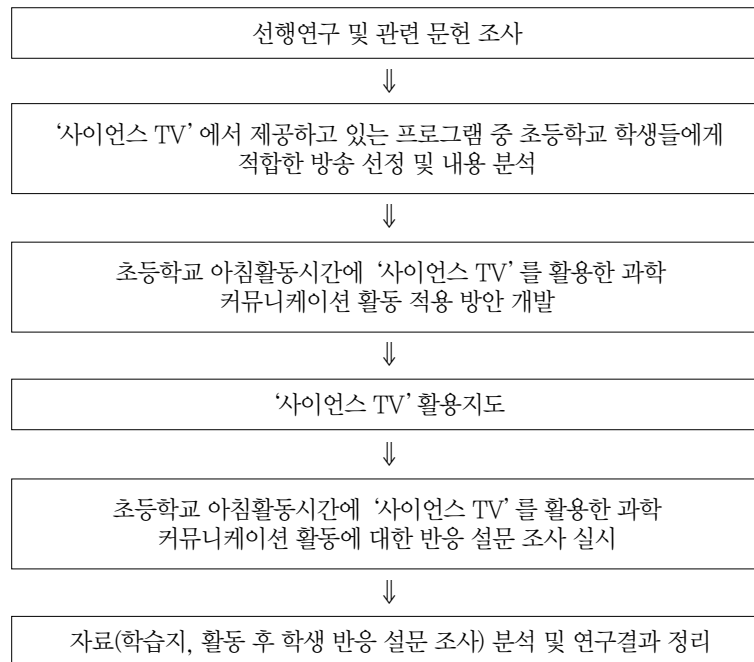 선행연구 및 관련 문헌 조사
⇓
‘사이언스 TV’ 에서 제공하고 있는 프로그램 중 초등학교 학생들에게
적합한 방송 선정 및 내용 분석
⇓
초등학교 아침활동시간에 ‘사이언스 TV’ 를 활용한 과학
커뮤니케이션 활동 적용 방안 개발
⇓
‘사이언스 TV’ 활용지도
⇓
초등학교 아침활동시간에 ‘사이언스 TV’ 를 활용한 과학
커뮤니케이션 활동에 대한 반응 설문 조사 실시
⇓
자료(학습지, 활동 후 학생 반응 설문 조사) 분석 및 연구결과 정리